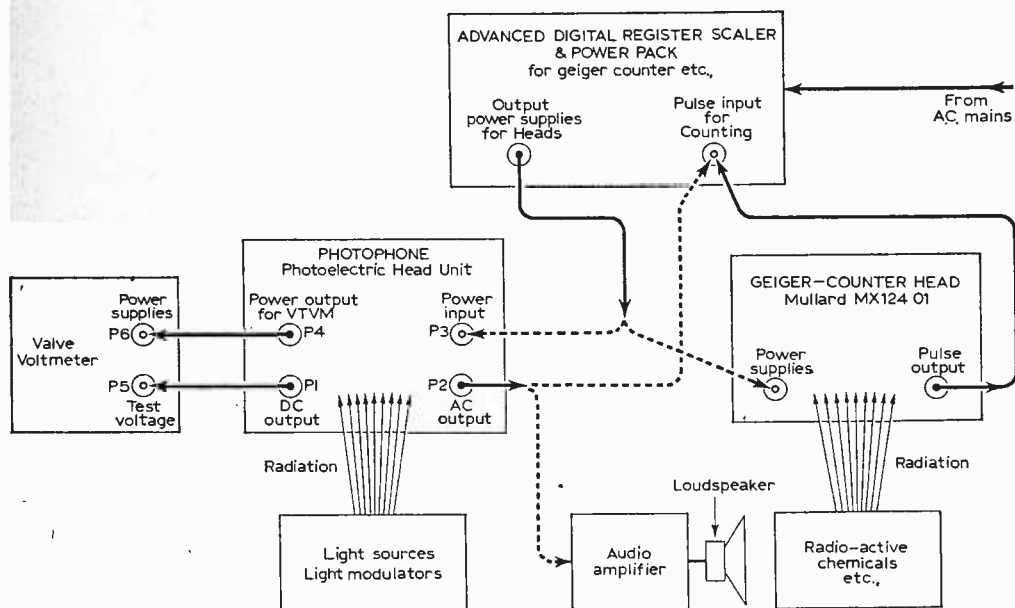 ADVANCED DIGITAL REGISTER SCALER
& POWER PACK
for geiger counter etc.,
Output
power supplies
for Heads
Pulse input
for
Counting
From
A.C. mains
PHOTOPHONE
Photoelectric Head Unit
Power output
for VTVM
P4
Power
input
P3
P1
DC
output
P2
AC
output
Valve
Voltmeter
Power
supplies
P6
P5
Test
voltage
GEIGER-COUNTER HEAD
Mullard MX124 01
Power
supplies
Pulse
output
Radiation
Radiation
Light sources
Light modulators
Audio
amplifier
Loudspeaker
Radio-active
chemicals
etc.,